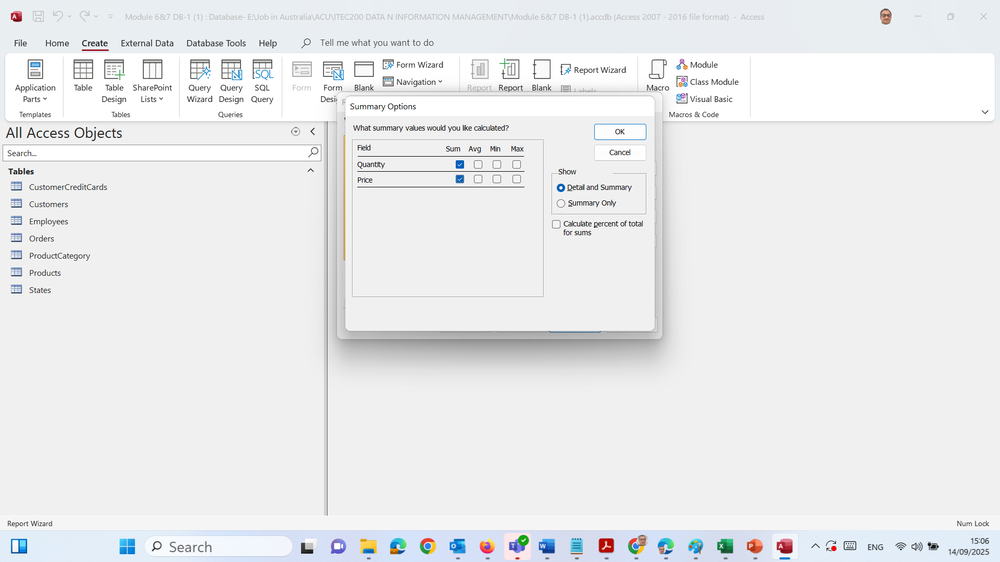 Module 6&7 DB-1 (1) : Database- E:\Job in Australia\ACU\ITEC200 DATA N INFORMATION MANAGEMENT\Module 6&7 DB-1 (1).accdb (Access 2007 - 2016 file format) - Access
File Home Create External Data Database Tools Help Tell me what you want to do
Application Parts
Templates
Table
Table Design
SharePoint Lists
Tables
Query Wizard
Query Design
SQL Query
Queries
Form
Form
Blank
Form Wizard
Navigation
Report
Report
Blank
Report Wizard
Labels
Macro
Module
Class Module
Visual Basic
Macros & Code
All Access Objects
Search...
Tables
CustomerCreditCards
Customers
Employees
Orders
ProductCategory
Products
States
Summary Options
What summary values would you like calculated?
Field Sum Avg Min Max
Quantity
Price
OK
Cancel
Show
Detail and Summary
Summary Only
Calculate percent of total
for sums
Report Wizard
Num Lock
Search
ENG
15:06
14/09/2025